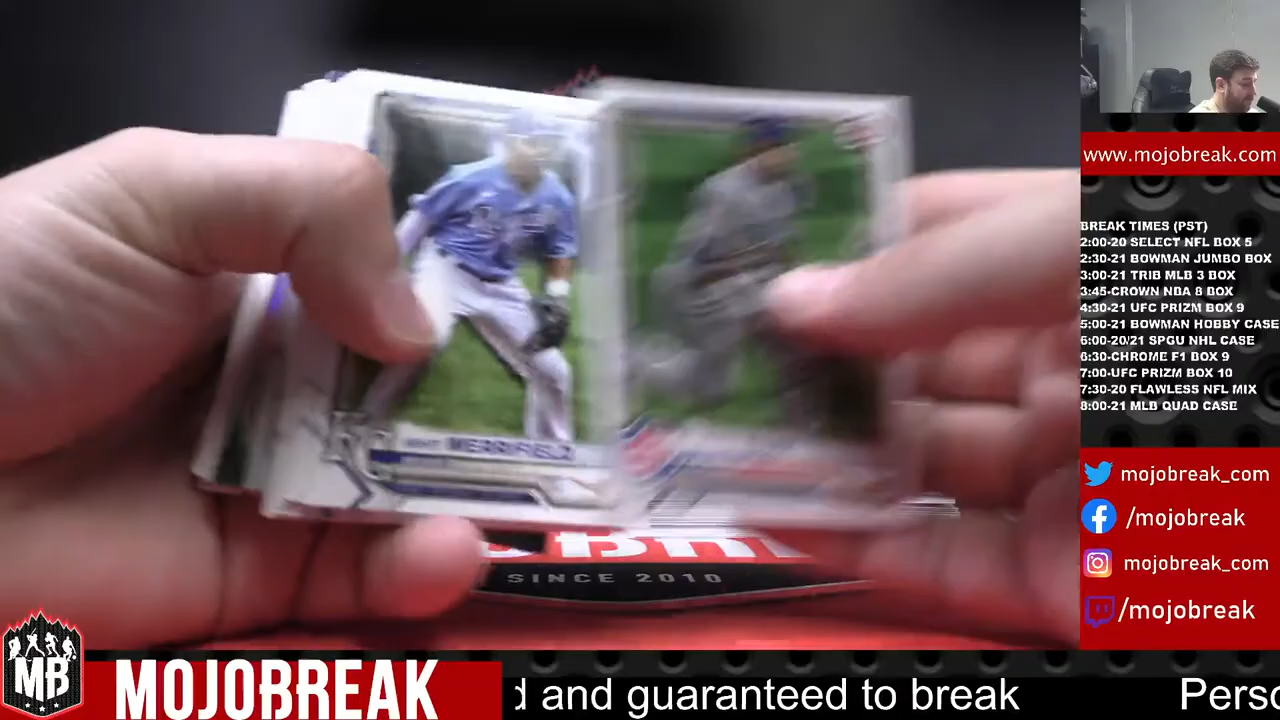 www.mojobreak.com
BREAK TIMES (PST)
2:00-20 SELECT NFL BOX 5
2:30-21 BOWMAN JUMBO BOX
3:00-21 TRIB MLB 3 BOX
3:45-CROWN NBA 8 BOX
4:30-21 UFC PRIZM BOX 9
5:00-21 BOWMAN HOBBY CASE
6:00-20/21 SPGU NHL CASE
6:30-CHROME F1 BOX 9
7:00-UFC PRIZM BOX 10
7:30-20 FLAWLESS NFL MIX
8:00-21 MLB QUAD CASE
mojobreak_com
/mojobreak
mojobreak_com
/mojobreak
MERRIFIELD
SINCE 2010
MB
MOJOBREAK
d and guaranteed to break
Perso